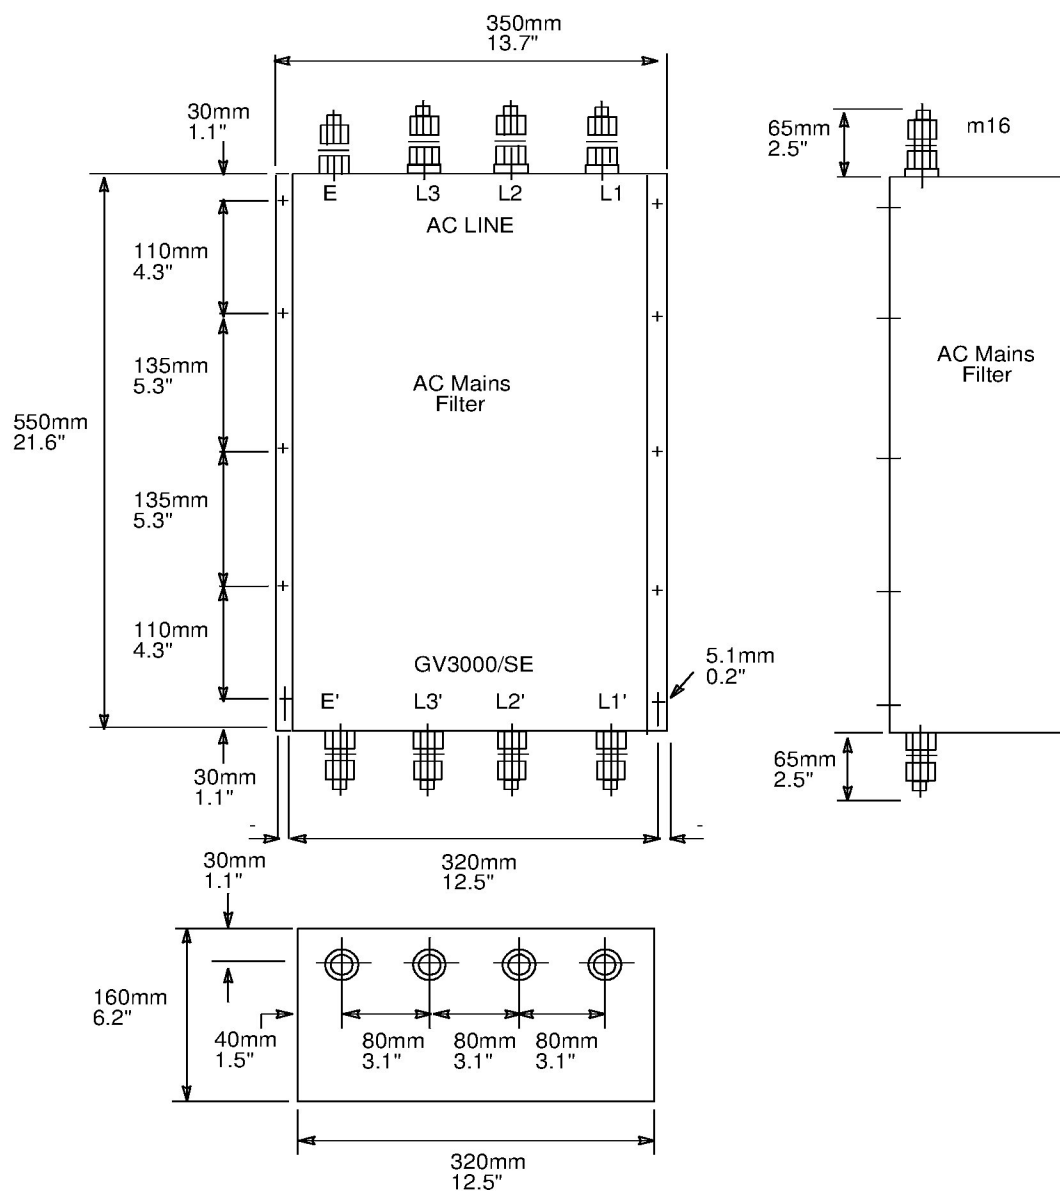 350mm
13.7"
30mm
1.1"
65mm
2.5"
m16
E L3 L2 L1
AC LINE
110mm
4.3"
135mm
5.3"
AC Mains
Filter
AC Mains
Filter
550mm
21.6"
135mm
5.3"
110mm
4.3"
GV3000/SE
5.1mm
0.2"
E' L3' L2' L1'
30mm
1.1"
65mm
2.5"
320mm
12.5"
30mm
1.1"
160mm
6.2"
40mm
1.5"
80mm
3.1"
80mm
3.1"
80mm
3.1"
320mm
12.5"